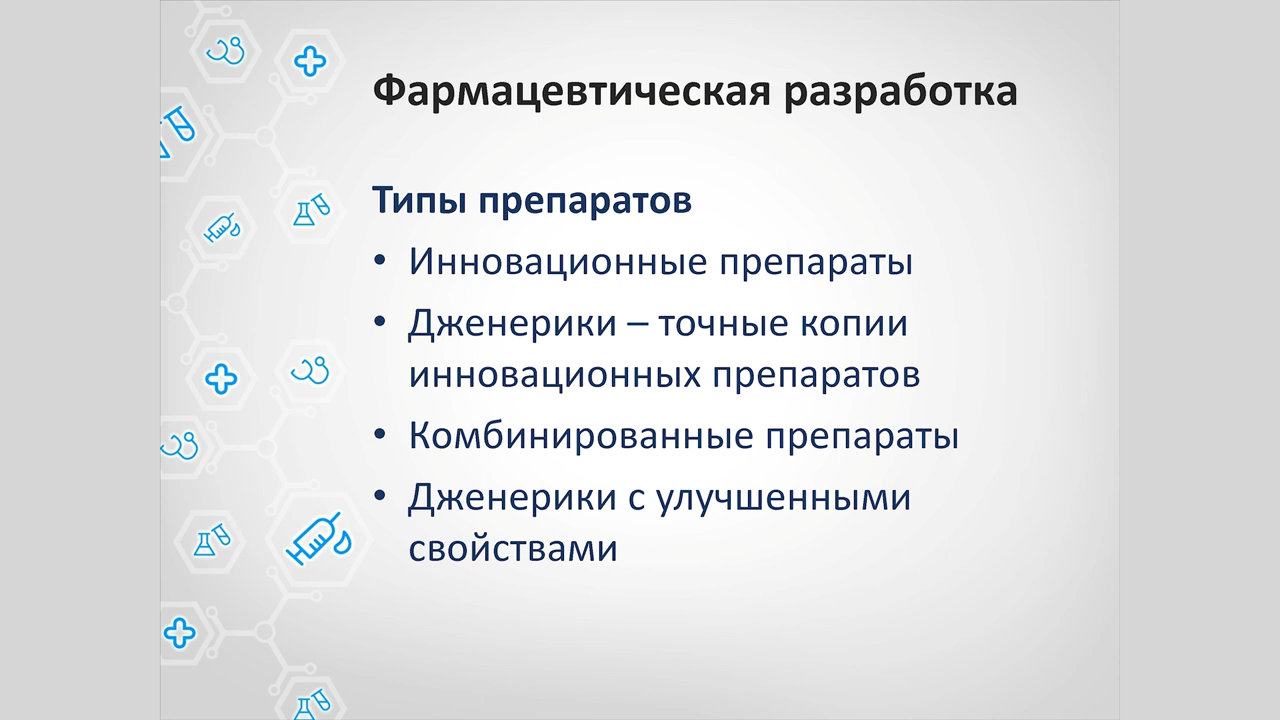 Фармацевтическая разработка
Типы препаратов
• Инновационные препараты
• Дженерики – точные копии
инновационных препаратов
• Комбинированные препараты
• Дженерики с улучшенными
свойствами